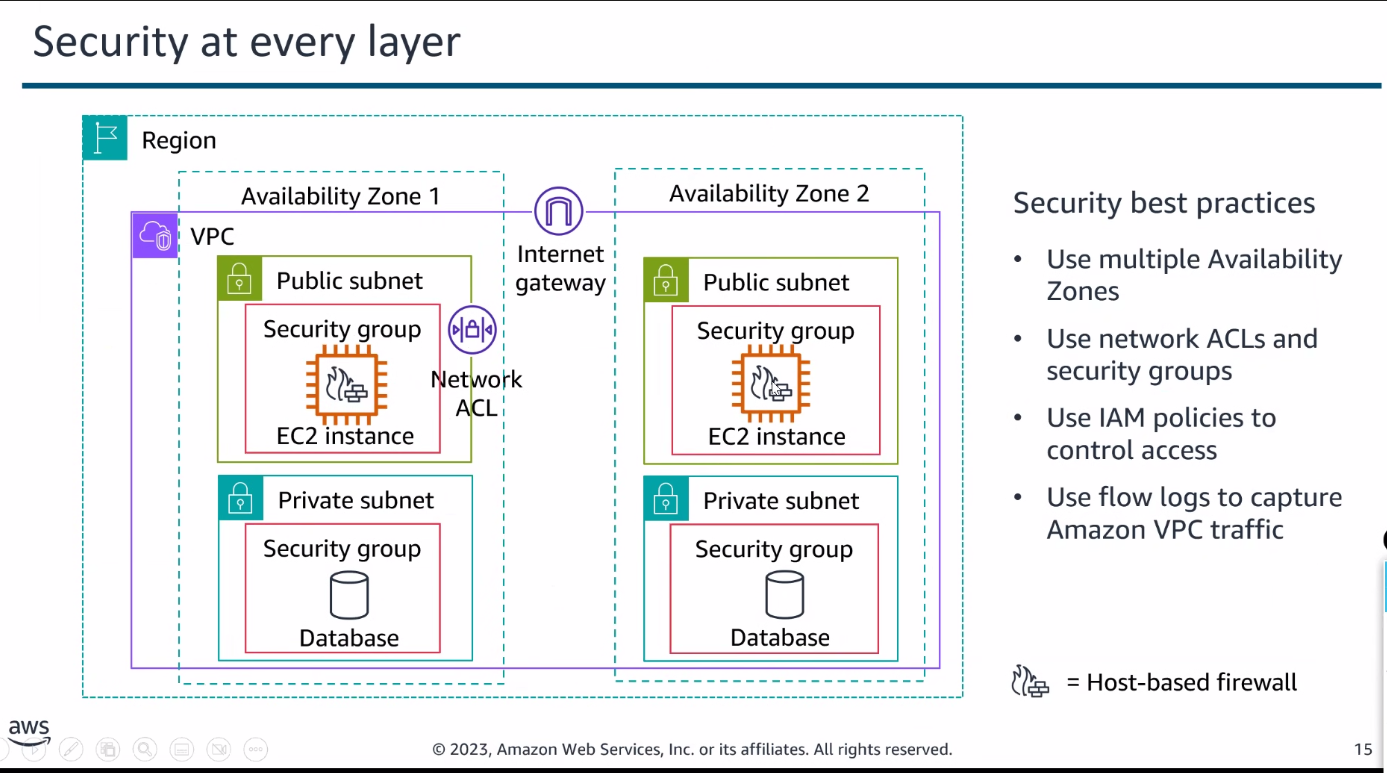 Security at every layer
Region
Availability Zone 1
Availability Zone 2
VPC
Internet
gateway
Public subnet
Security group
EC2 instance
Network
ACL
Public subnet
Security group
EC2 instance
Private subnet
Security group
Database
Private subnet
Security group
Database
Security best practices
• Use multiple Availability
Zones
• Use network ACLs and
security groups
• Use IAM policies to
control access
• Use flow logs to capture
Amazon VPC traffic
= Host-based firewall
aws
© 2023, Amazon Web Services, Inc. or its affiliates. All rights reserved.
15